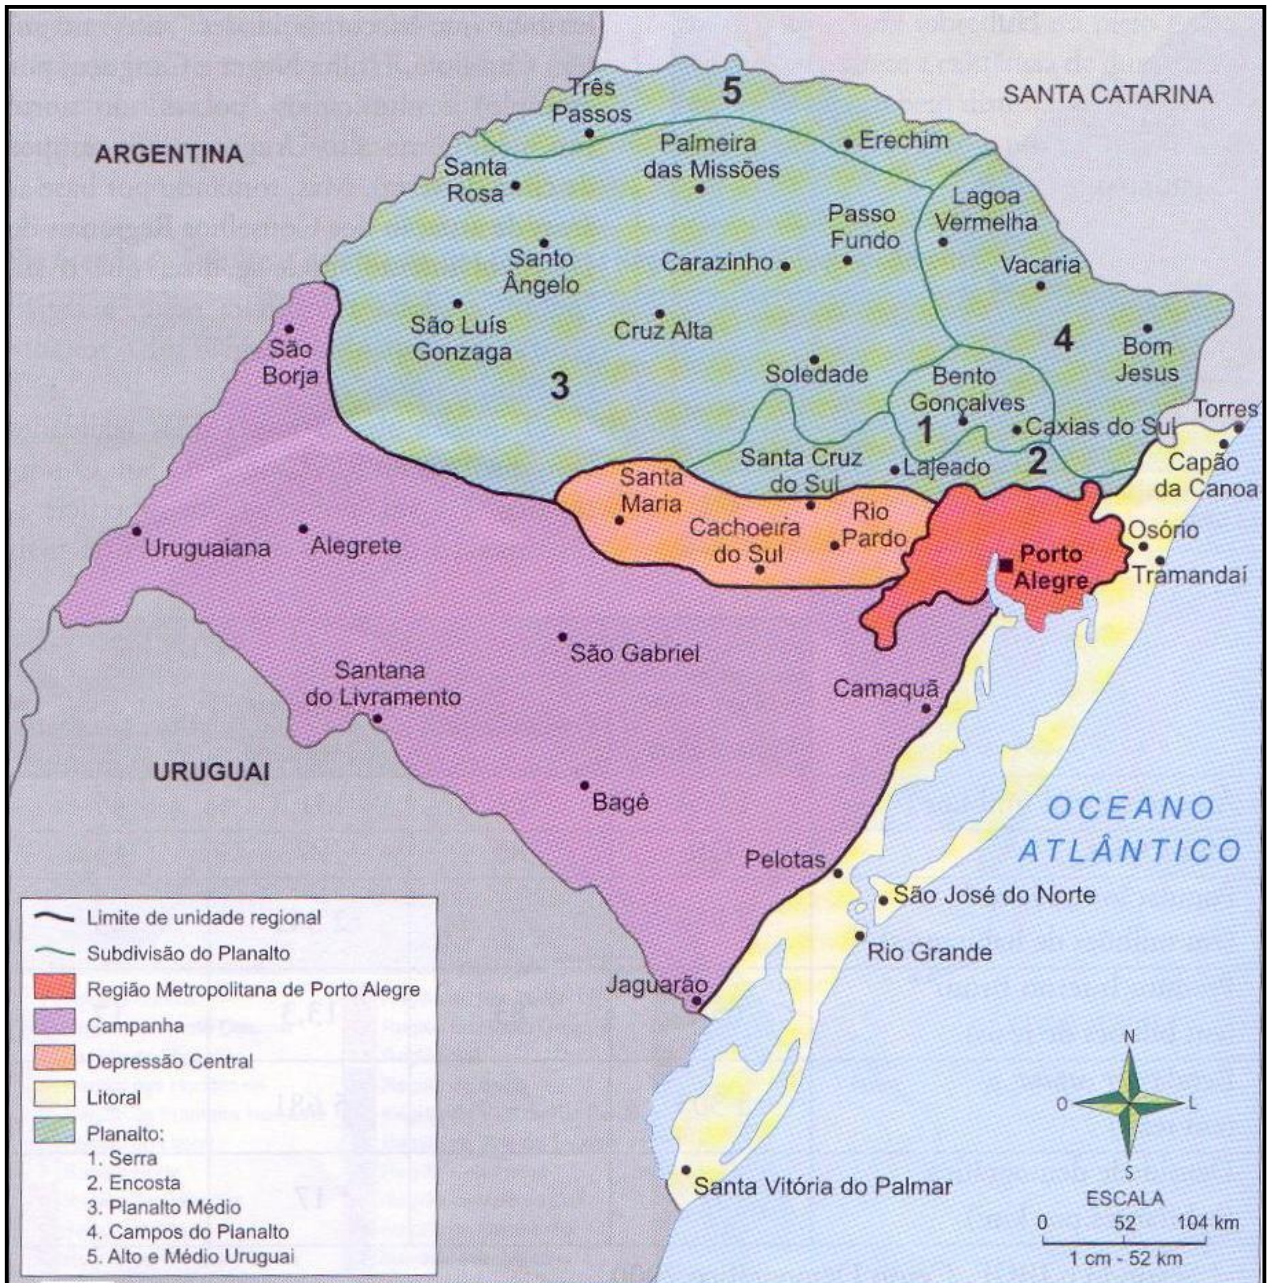 SANTA CATARINA
5
Três
Passos
ARGENTINA
Palmeira
das Missões
Erechim
Santa
Rosa
Lagoa
Vermelha
Passo
Fundo
Santo
Ângelo
Carazinho
Vacaria
São Luís
Gonzaga
Cruz Alta
São
Borja
4
Bom
Jesus
3
Soledade
Bento
Gonçalves
1
Caxias do Sul
Torres
2
Capão
da Canoa
Santa Cruz
do Sul
Lajeado
Santa
Maria
Rio
Pardo
Cachoeira
do Sul
Uruguaiana
Alegrete
Osório
Porto
Alegre
Tramandaí
São Gabriel
Santana
do Livramento
Camaquã
URUGUAI
Bagé
OCEANO
ATLÂNTICO
Pelotas
São José do Norte
Rio Grande
Jaguarão
Santa Vitória do Palmar
Limite de unidade regional
Subdivisão do Planalto
Região Metropolitana de Porto Alegre
Campanha
Depressão Central
Litoral
Planalto:
1. Serra
2. Encosta
3. Planalto Médio
4. Campos do Planalto
5. Alto e Médio Uruguai
N
O
L
S
ESCALA
0 52 104 km
1 cm - 52 km